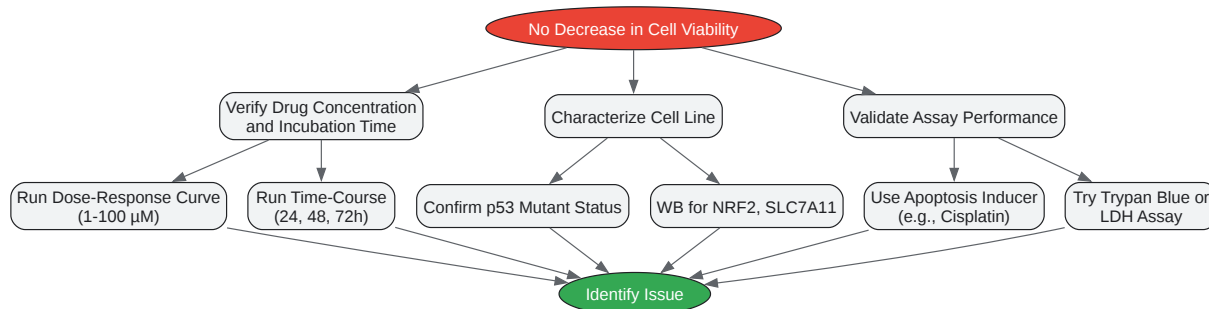 No Decrease in Cell Viability
Verify Drug Concentration
and Incubation Time
Characterize Cell Line
Validate Assay Performance
Run Dose-Response Curve
(1-100 µM)
Run Time-Course
(24, 48, 72h)
Confirm p53 Mutant Status
WB for NRF2, SLC7A11
Use Apoptosis Inducer
(e.g., Cisplatin)
Try Trypan Blue or
LDH Assay
Identify Issue